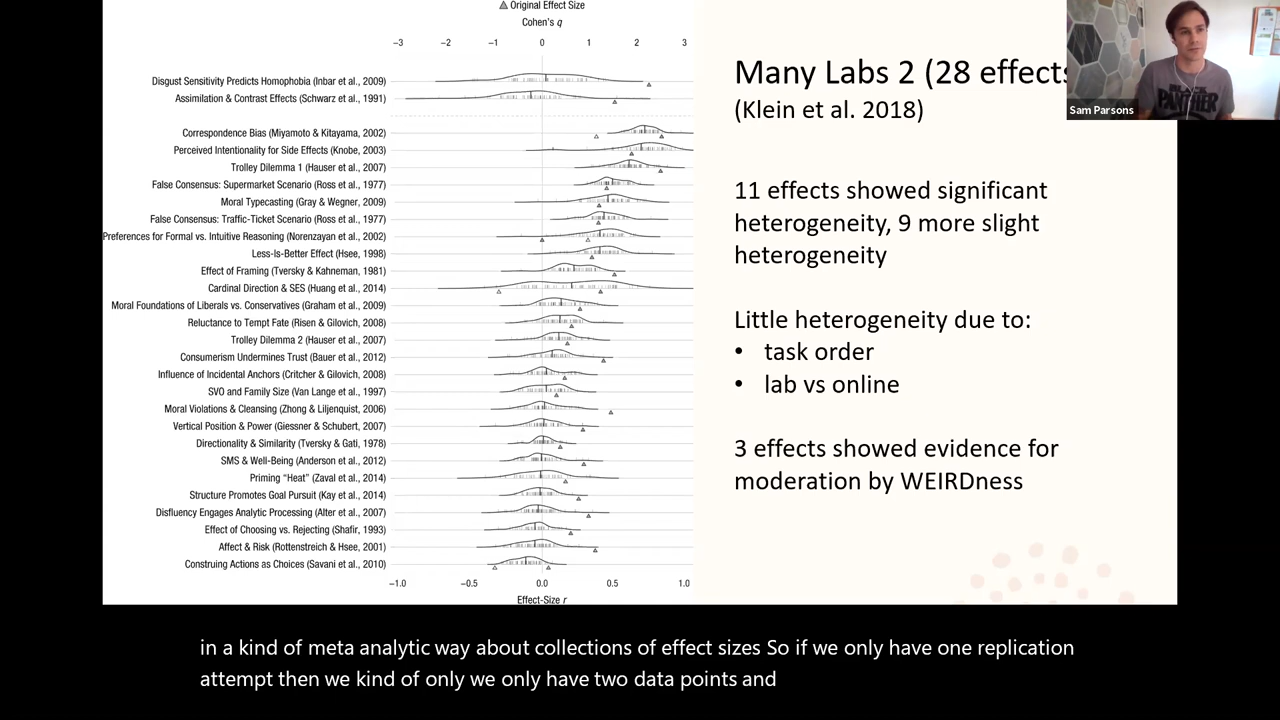 Original Effect Size
Cohen's q
−3 −2 −1 0 1 2 3
Disgust Sensitivity Predicts Homophobia (Inbar et al., 2009)
Assimilation & Contrast Effects (Schwarz et al., 1991)
Correspondence Bias (Miyamoto & Kitayama, 2002)
Perceived Intentionality for Side Effects (Knobe, 2003)
Trolley Dilemma 1 (Hauser et al., 2007)
False Consensus: Supermarket Scenario (Ross et al., 1977)
Moral Typecasting (Gray & Wegner, 2009)
False Consensus: Traffic-Ticket Scenario (Ross et al., 1977)
Preferences for Formal vs. Intuitive Reasoning (Norenzayan et al., 2002)
Less-Is-Better Effect (Hsee, 1998)
Effect of Framing (Tversky & Kahneman, 1981)
Cardinal Direction & SES (Huang et al., 2014)
Moral Foundations of Liberals vs. Conservatives (Graham et al., 2009)
Reluctance to Tempt Fate (Risen & Gilovich, 2008)
Trolley Dilemma 2 (Hauser et al., 2007)
Consumerism Undermines Trust (Bauer et al., 2012)
Influence of Incidental Anchors (Critcher & Gilovich, 2008)
SVO and Family Size (Van Lange et al., 1997)
Moral Violations & Cleansing (Zhong & Liljenquist, 2006)
Vertical Position & Power (Giessner & Schubert, 2007)
Directionality & Similarity (Tversky & Gati, 1978)
SMS & Well-Being (Anderson et al., 2012)
Priming “Heat” (Zaval et al., 2014)
Structure Promotes Goal Pursuit (Kay et al., 2014)
Disfluency Engages Analytic Processing (Alter et al., 2007)
Effect of Choosing vs. Rejecting (Shafir, 1993)
Affect & Risk (Rottenstreich & Hsee, 2001)
Construing Actions as Choices (Savani et al., 2010)
−1.0 −0.5 0.0 0.5 1.0
Effect-Size r
Many Labs 2 (28 effects
(Klein et al. 2018)
11 effects showed significant
heterogeneity, 9 more slight
heterogeneity
Little heterogeneity due to:
• task order
• lab vs online
3 effects showed evidence for
moderation by WEIRDness
BLACK
PANTHER
Sam Parsons
in a kind of meta analytic way about collections of effect sizes So if we only have one replication
attempt then we kind of only we only have two data points and